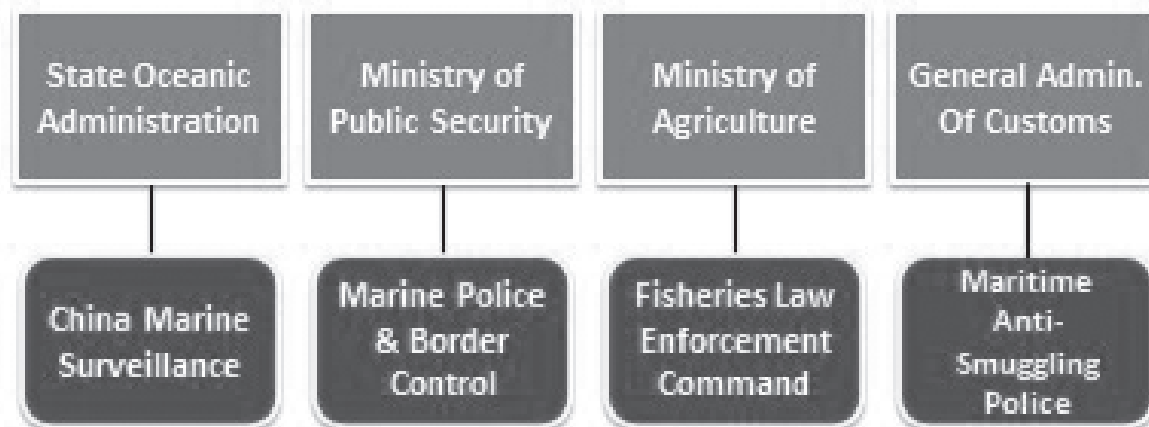 State Oceanic
Administration
Ministry of
Public Security
Ministry of
Agriculture
General Admin.
Of Customs
China Marine
Surveillance
Marine Police
& Border
Control
Fisheries Law
Enforcement
Command
Maritime
Anti-
Smuggling
Police